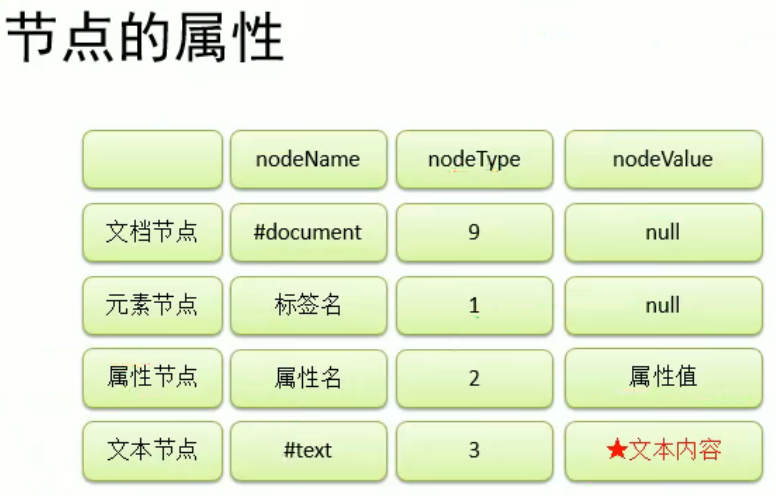 节点的属性
nodeName nodeType nodeValue
文档节点 #document 9 null
元素节点 标签名 1 null
属性节点 属性名 2 属性值
文本节点 #text 3 ★文本内容